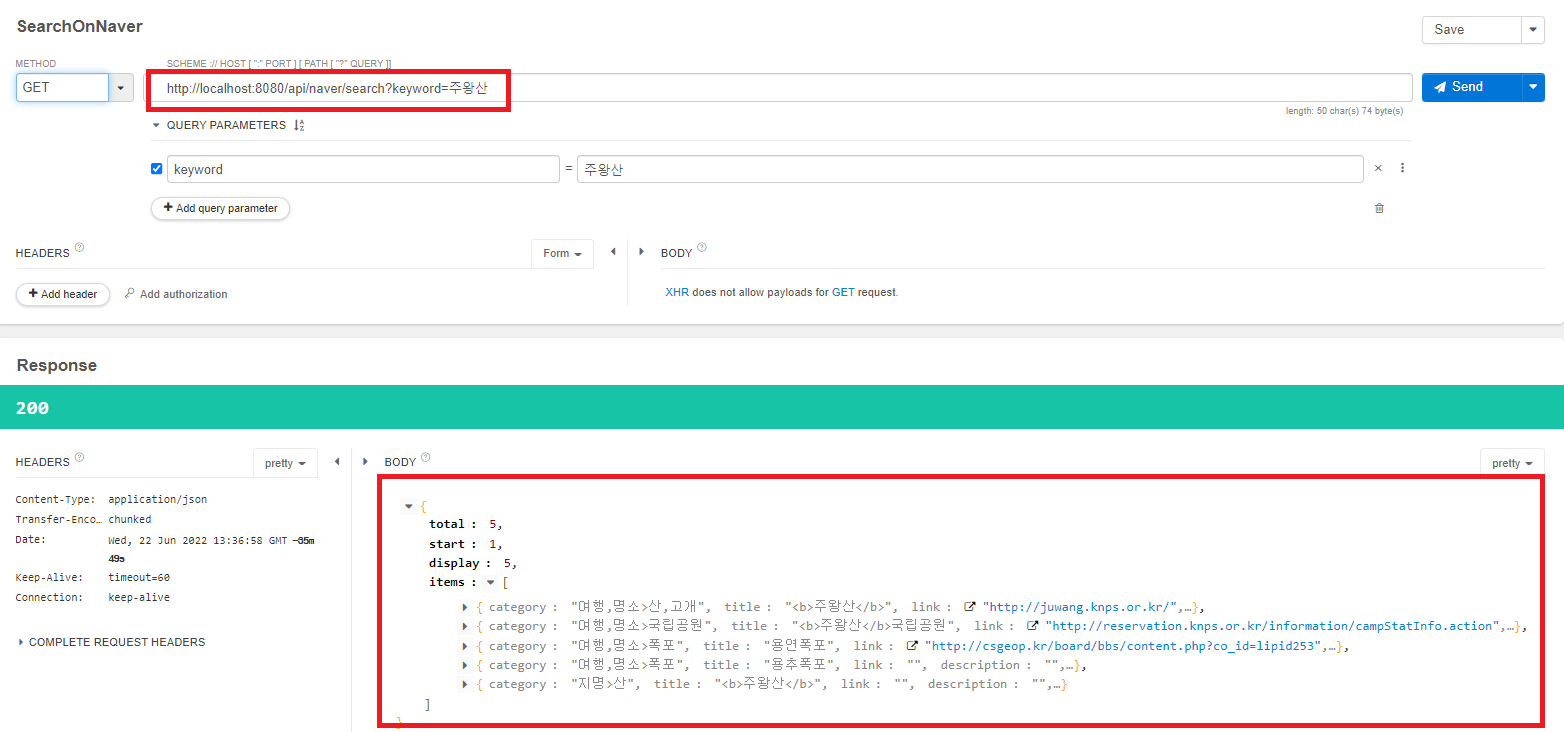 SearchOnNaver
Save
METHOD
SCHEME :// HOST [ ":" PORT ] [ PATH [ "?" QUERY ]]
GET
http://localhost:8080/api/naver/search?keyword=주왕산
Send
length: 50 char(s) 74 byte(s)
QUERY PARAMETERS
keyword = 주왕산
Add query parameter
HEADERS
Form
BODY
Add header
Add authorization
XHR does not allow payloads for GET request.
Response
200
HEADERS
pretty
BODY
pretty
Content-Type: application/json
Transfer-Enco… chunked
Date: Wed, 22 Jun 2022 13:36:58 GMT -35m
49s
Keep-Alive: timeout=60
Connection: keep-alive
COMPLETE REQUEST HEADERS
{
total : 5,
start : 1,
display : 5,
items : [
{ category : "여행,명소>산,고개", title : "<b>주왕산</b>", link : "http://juwang.knps.or.kr/",…},
{ category : "여행,명소>국립공원", title : "<b>주왕산</b>국립공원", link : "http://reservation.knps.or.kr/information/campStatInfo.action",…},
{ category : "여행,명소>폭포", title : "용연폭포", link : "http://csgeop.kr/board/bbs/content.php?co_id=lipid253",…},
{ category : "여행,명소>폭포", title : "용추폭포", link : "", description : "",…},
{ category : "지명>산", title : "<b>주왕산</b>", link : "", description : "",…}
]
}